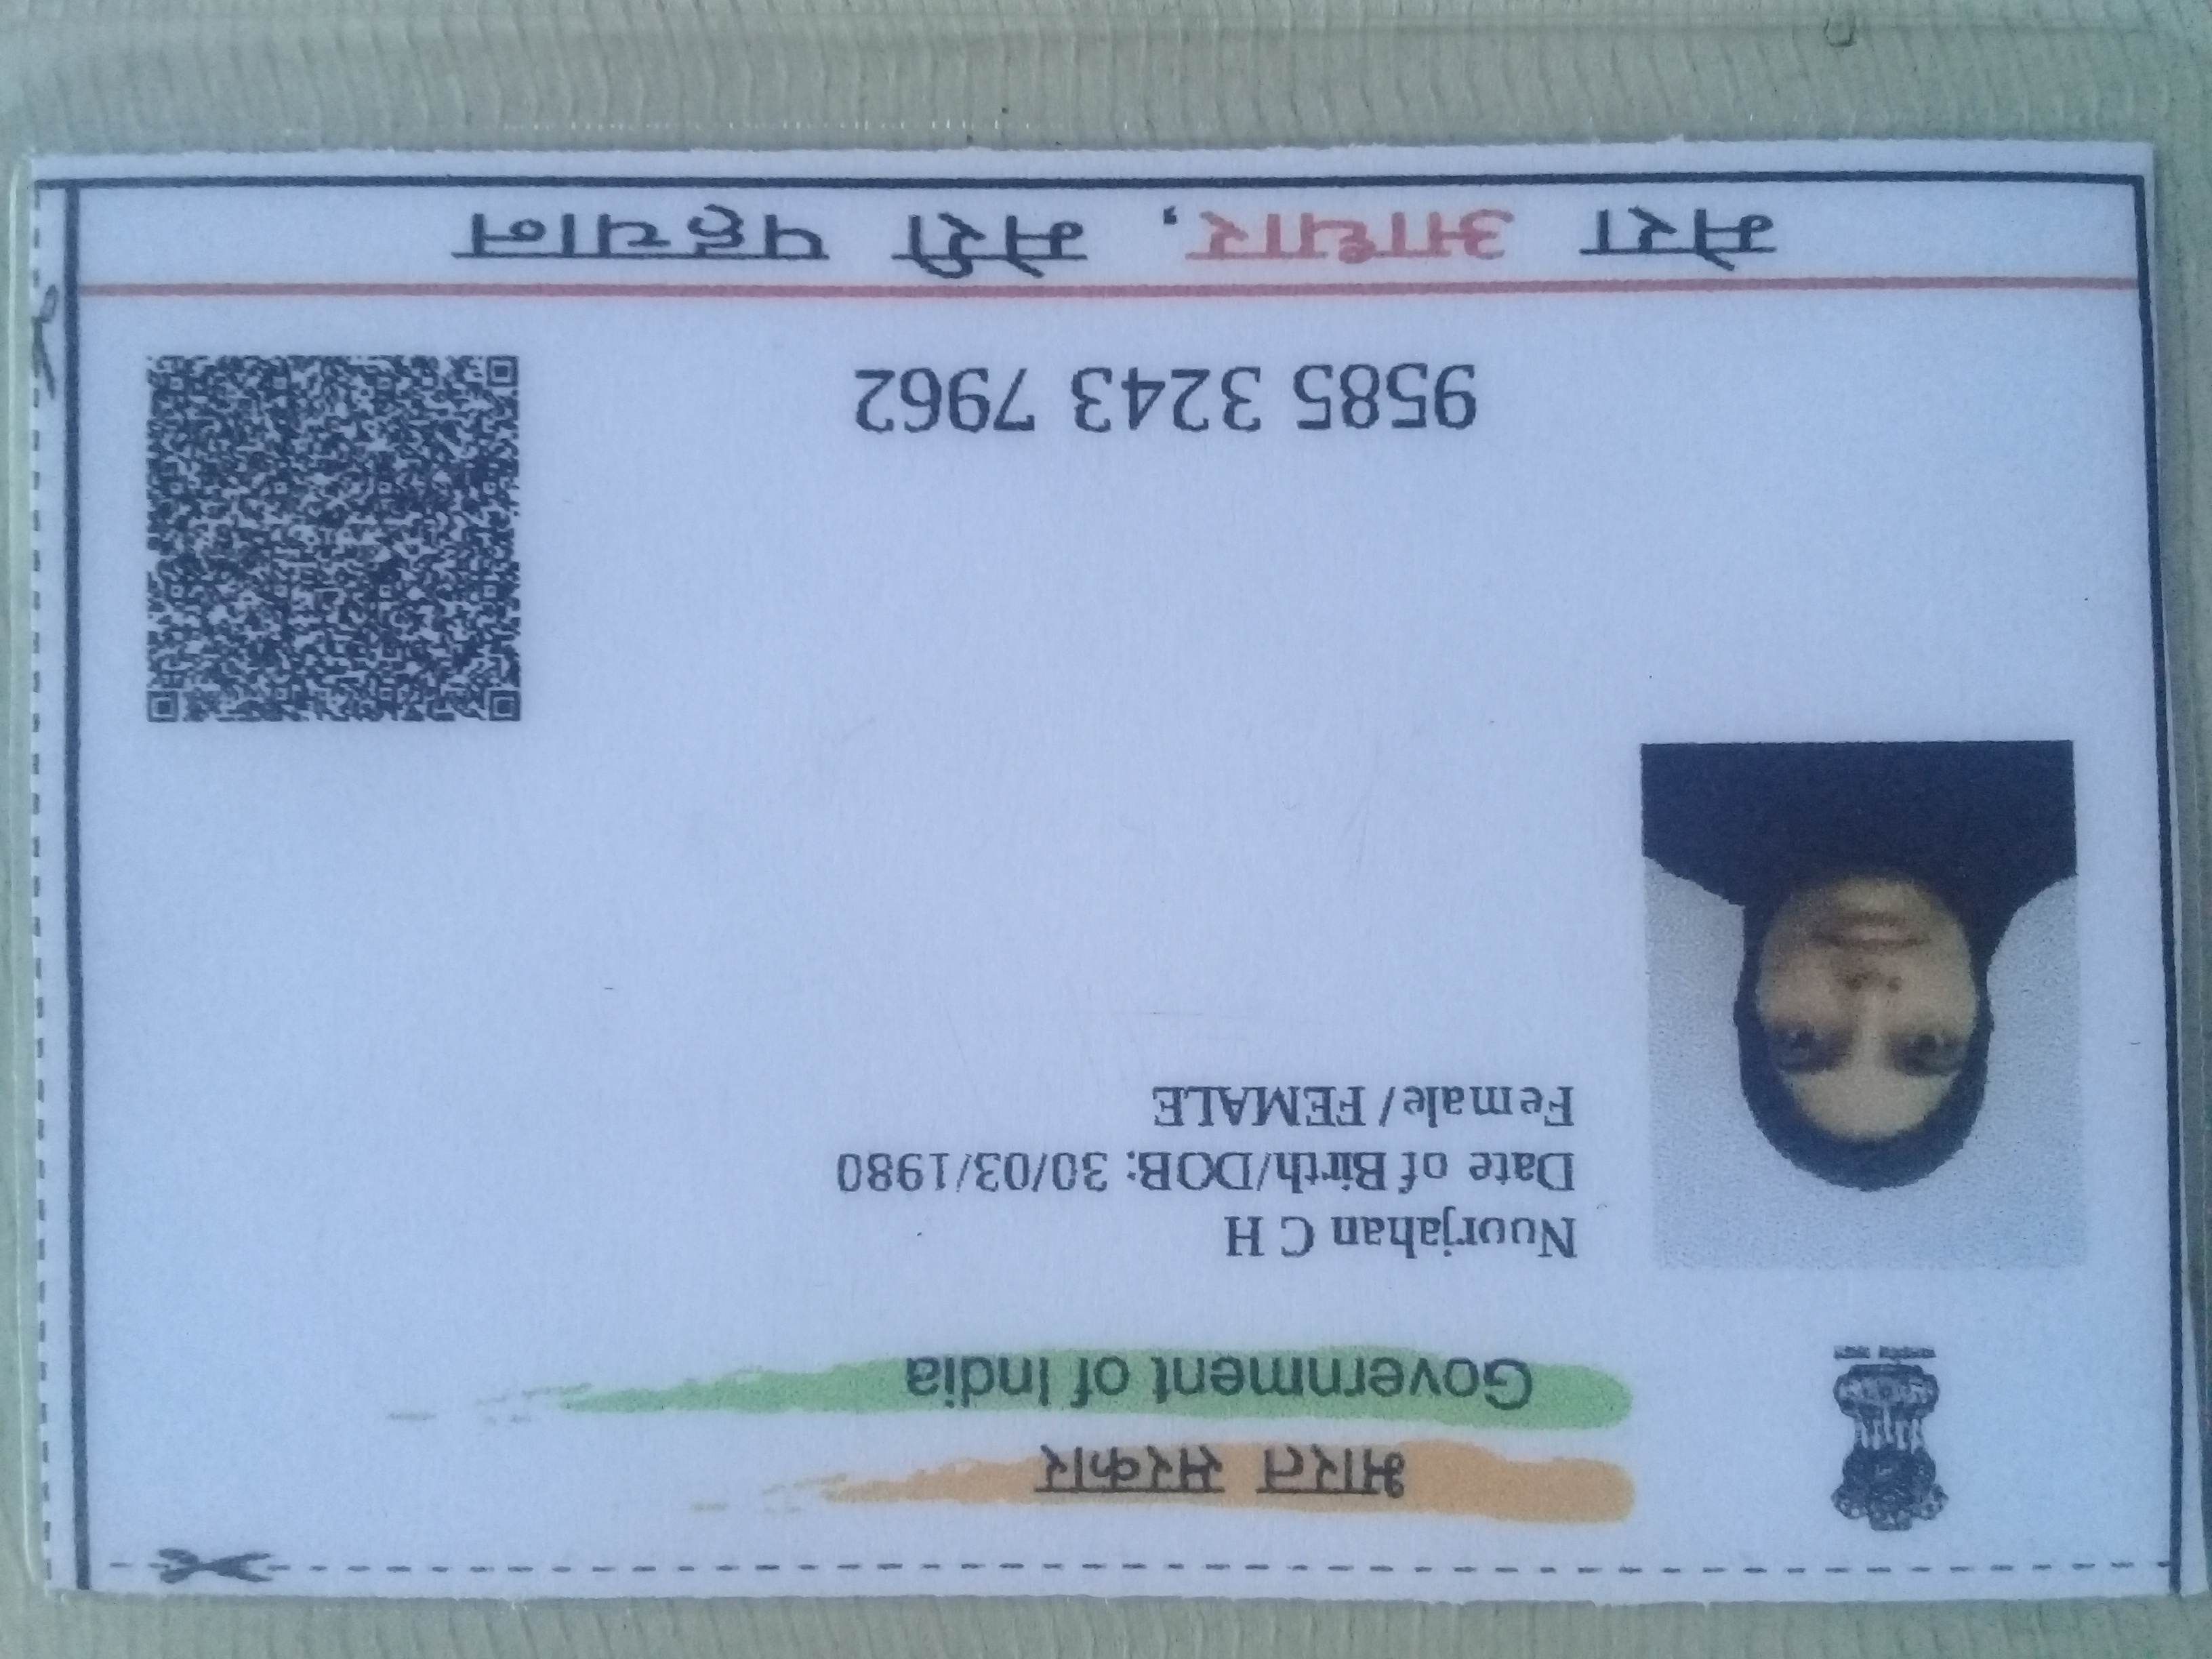 भारत सरकार
Government of India
Nuurjahan C H
Date of Birth/DOB: 30/03/1980
Female / FEMALE
9585 3243 7962
मेरा आधार, मेरी पहचान